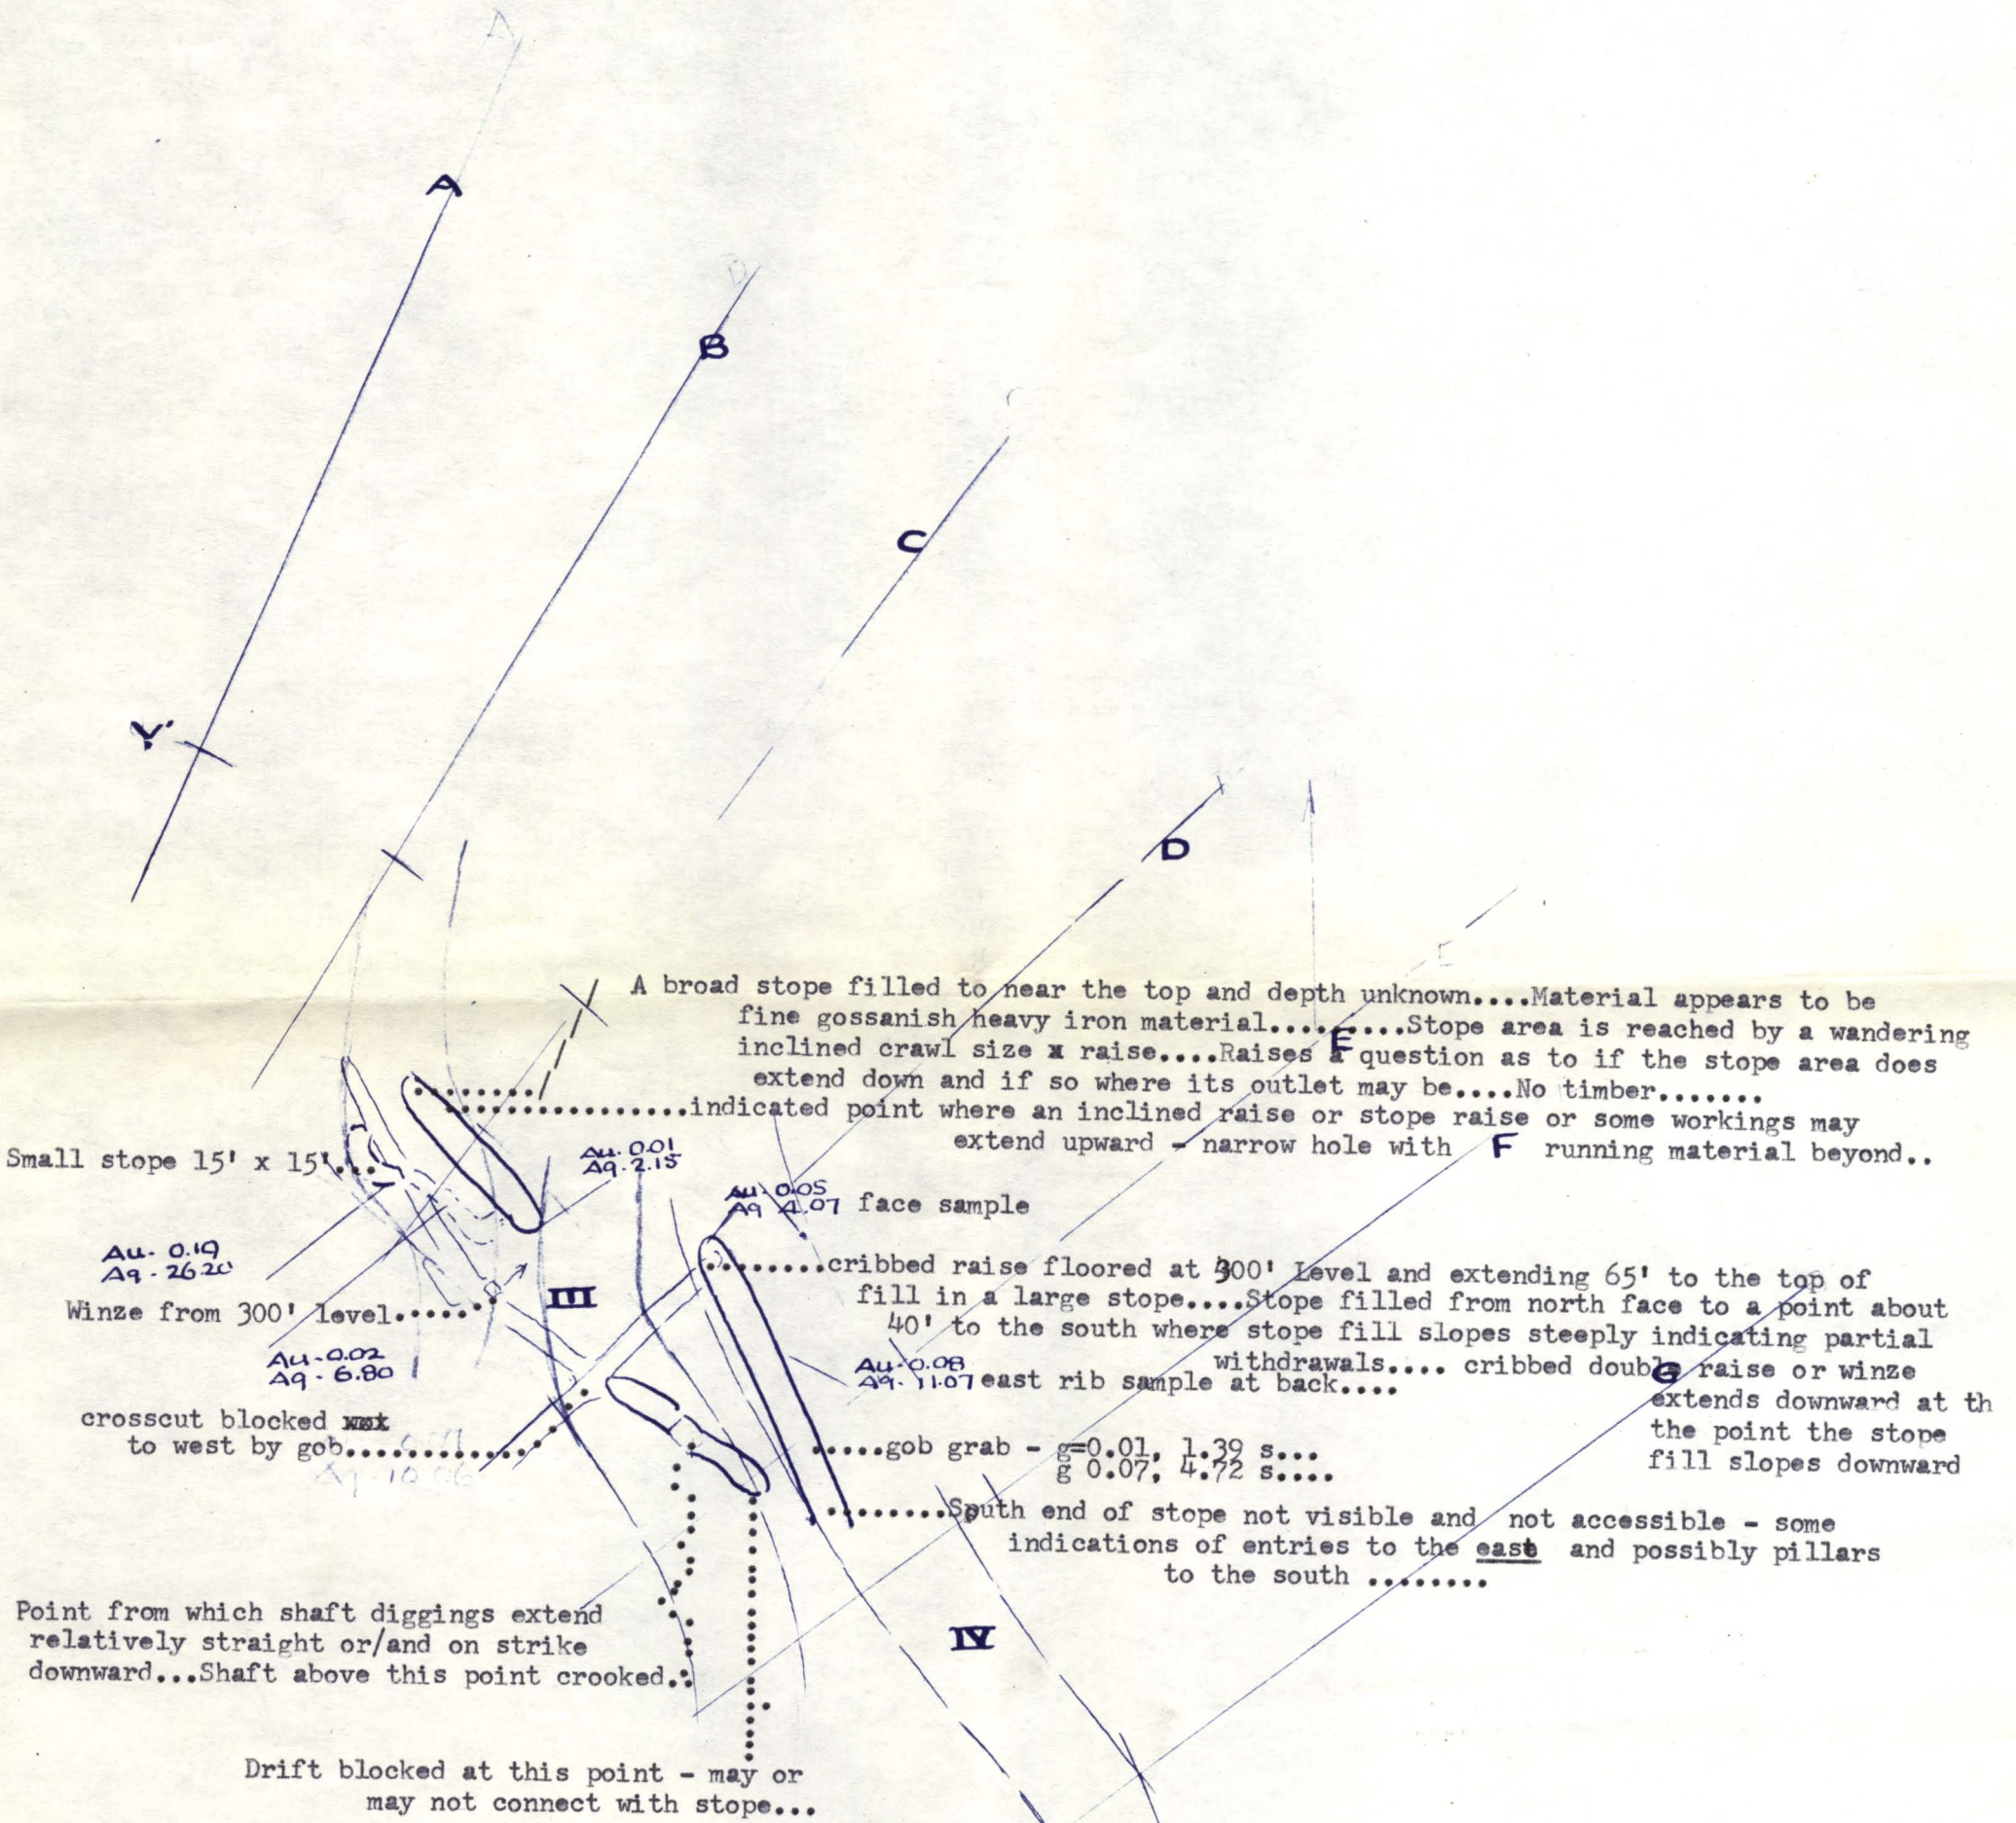 A
A
B
C
C
Y'
D
E
A broad stope filled to near the top and depth unknown....Material appears to be
fine gossanish heavy iron material.........Stope area is reached by a wandering
E
inclined crawl size x raise....Raises a question as to if the stope area does
extend down and if so where its outlet may be....No timber.......
................indicated point where an inclined raise or stope raise or some workings may
extend upward - narrow hole with F running material beyond..
Small stope 15' x 15'...
Au. 0.01
Ag. 2.15
Au. 0.05
Ag 4.07 face sample
Au. 0.19
Ag - 26.20
Winze from 300' level......
III
........cribbed raise floored at 300' Level and extending 65' to the top of
fill in a large stope....Stope filled from north face to a point about
40' to the south where stope fill slopes steeply indicating partial
withdrawals.... cribbed double raise or winze
G
extends downward at th
the point the stope
fill slopes downward
Au - 0.02
Ag - 6.80
Au - 0.08
Ag. 11.07 east rib sample at back....
crosscut blocked xxx
to west by gob..............
Ag - 10.06
.....gob grab - g=0.01, 1.39 s...
g 0.07, 4.72 s....
........South end of stope not visible and not accessible - some
indications of entries to the east and possibly pillars
to the south ........
Point from which shaft diggings extend
relatively straight or/and on strike
downward...Shaft above this point crooked..
IV
Drift blocked at this point - may or
may not connect with stope...